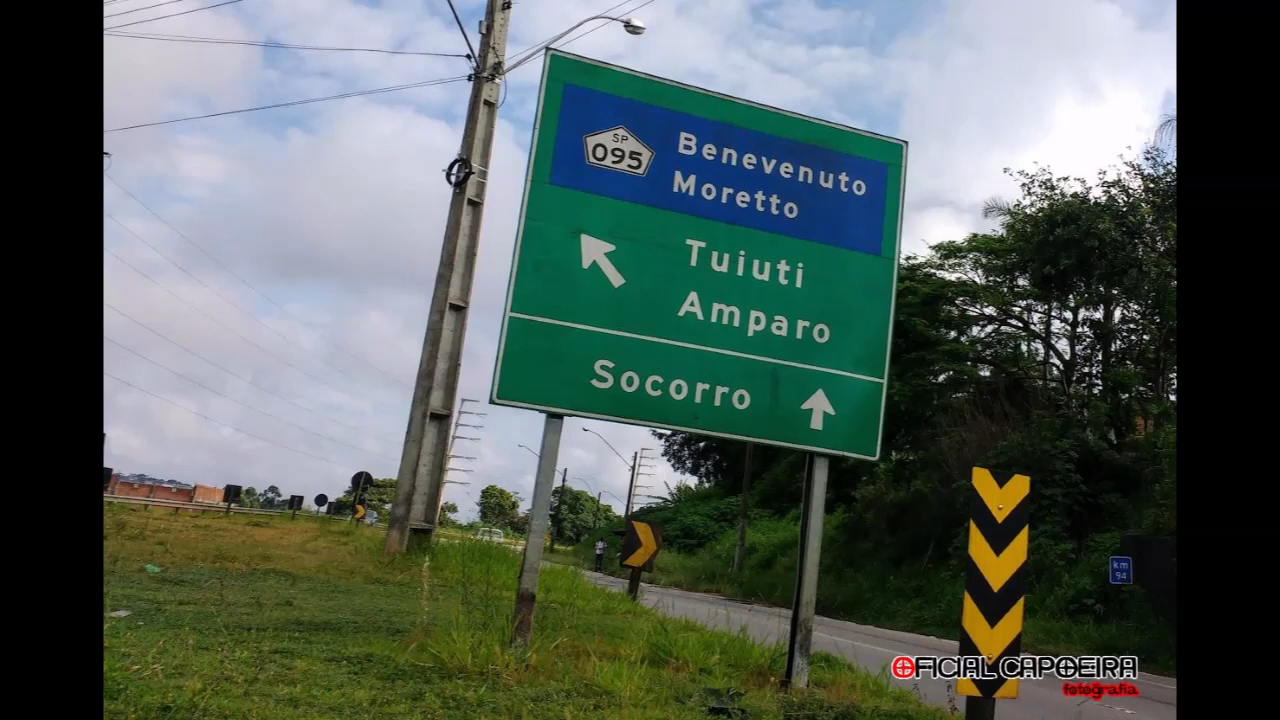 SP
095
Benevenuto
Moretto
Tuiuti
Amparo
Socorro
km
94
OFICIAL CAPOEIRA
fotografia